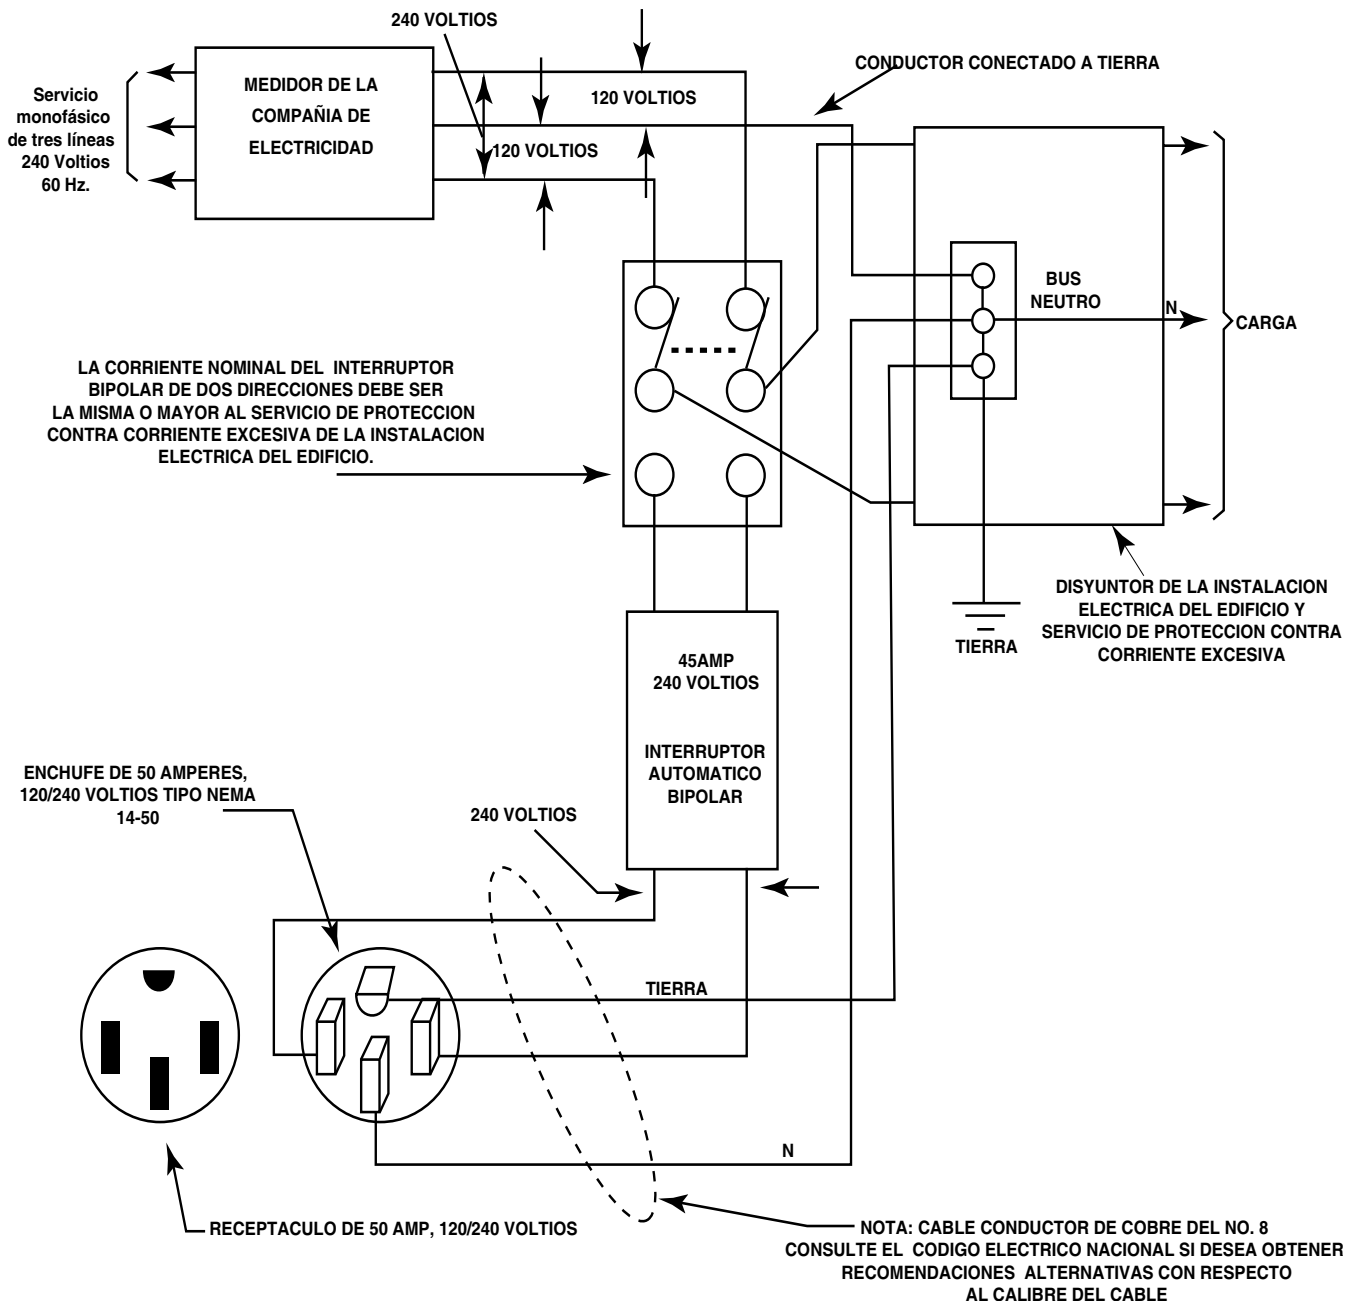 240 VOLTIOS
CONDUCTOR CONECTADO A TIERRA
Servicio
monofásico
de tres líneas
240 Voltios
60 Hz.
MEDIDOR DE LA
COMPAÑIA DE
ELECTRICIDAD
120 VOLTIOS
120 VOLTIOS
BUS
NEUTRO
N
CARGA
LA CORRIENTE NOMINAL DEL INTERRUPTOR
BIPOLAR DE DOS DIRECCIONES DEBE SER
LA MISMA O MAYOR AL SERVICIO DE PROTECCION
CONTRA CORRIENTE EXCESIVA DE LA INSTALACION
ELECTRICA DEL EDIFICIO.
TIERRA
DISYUNTOR DE LA INSTALACION
ELECTRICA DEL EDIFICIO Y
SERVICIO DE PROTECCION CONTRA
CORRIENTE EXCESIVA
45AMP
240 VOLTIOS
INTERRUPTOR
AUTOMATICO
BIPOLAR
ENCHUFE DE 50 AMPERES,
120/240 VOLTIOS TIPO NEMA
14-50
240 VOLTIOS
TIERRA
N
RECEPTACULO DE 50 AMP, 120/240 VOLTIOS
NOTA: CABLE CONDUCTOR DE COBRE DEL NO. 8
CONSULTE EL CODIGO ELECTRICO NACIONAL SI DESEA OBTENER
RECOMENDACIONES ALTERNATIVAS CON RESPECTO
AL CALIBRE DEL CABLE